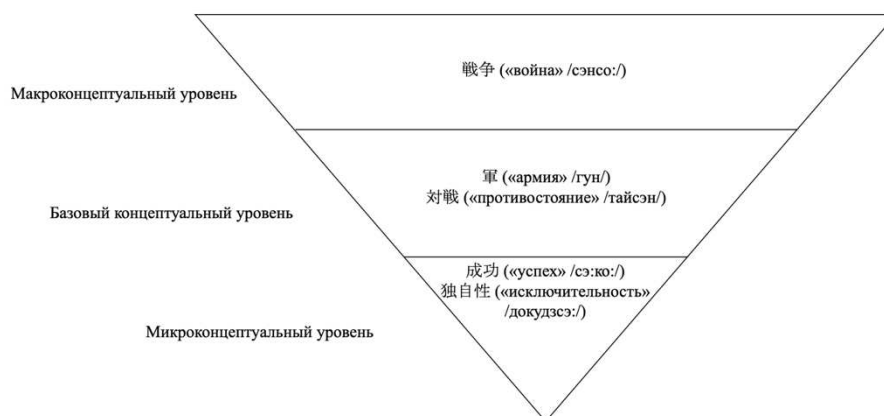 戦争 («война» /сэнсо:/)
Макроконцептуальный уровень
軍 («армия» /гун/)
対戦 («противостояние» /тайсэн/)
Базовый концептуальный уровень
成功 («успех» /сэ:ко:/)
独自性 («исключительность»
/докудзсэ:/)
Микроконцептуальный уровень